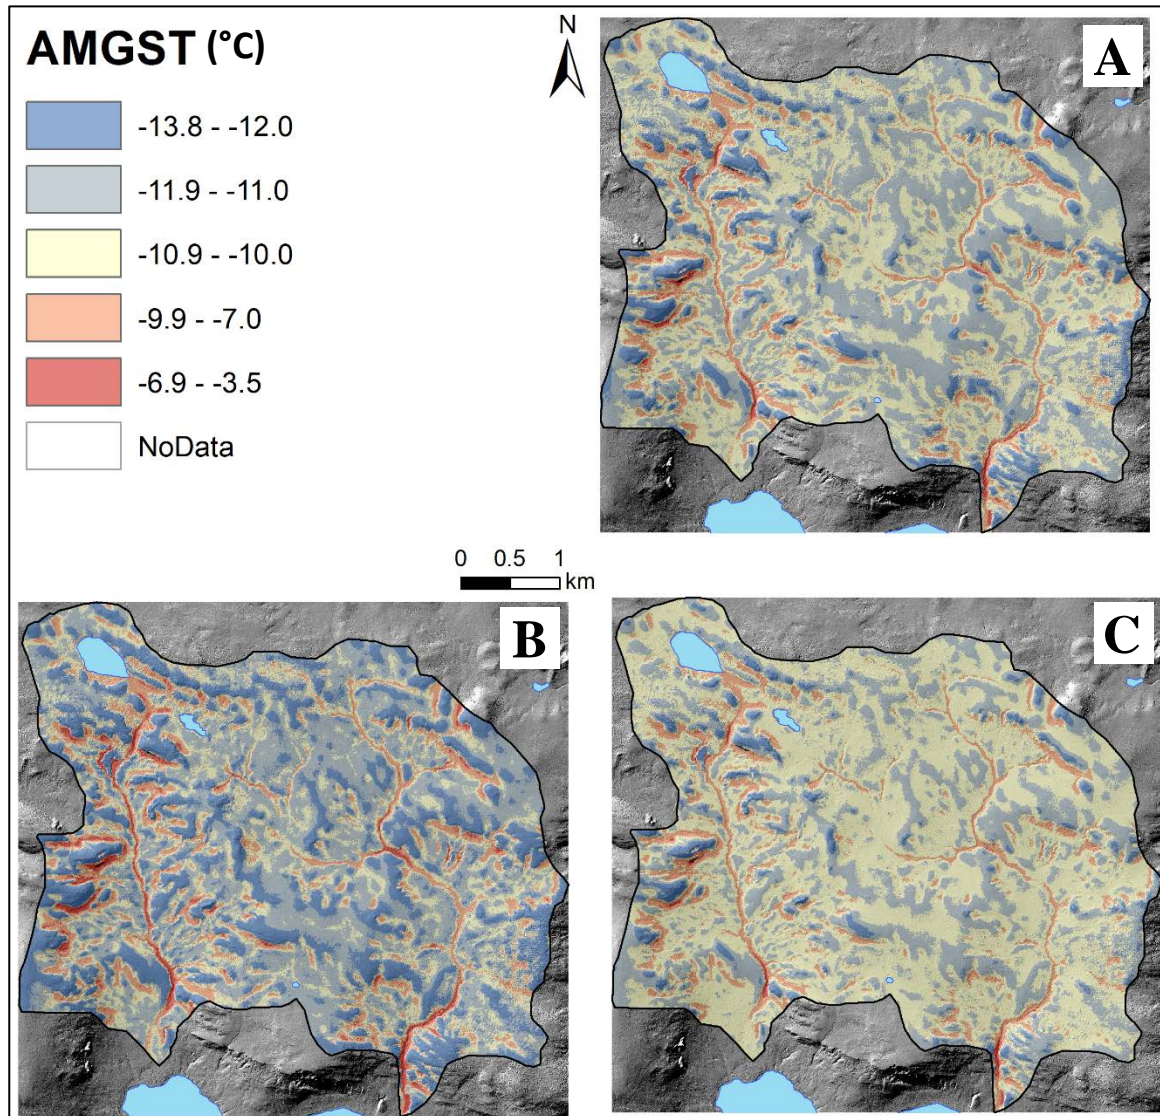 AMGST (°C)
-13.8 - -12.0
-11.9 - -11.0
-10.9 - -10.0
-9.9 - -7.0
-6.9 - -3.5
NoData
N
A
0 0.5 1
km
B
C